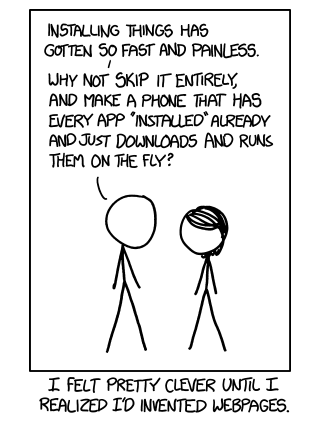 INSTALLING THINGS HAS
GOTTEN SO FAST AND PAINLESS.
WHY NOT SKIP IT ENTIRELY,
AND MAKE A PHONE THAT HAS
EVERY APP "INSTALLED" ALREADY
AND JUST DOWNLOADS AND RUNS
THEM ON THE FLY?
I FELT PRETTY CLEVER UNTIL I
REALIZED I'D INVENTED WEBPAGES.